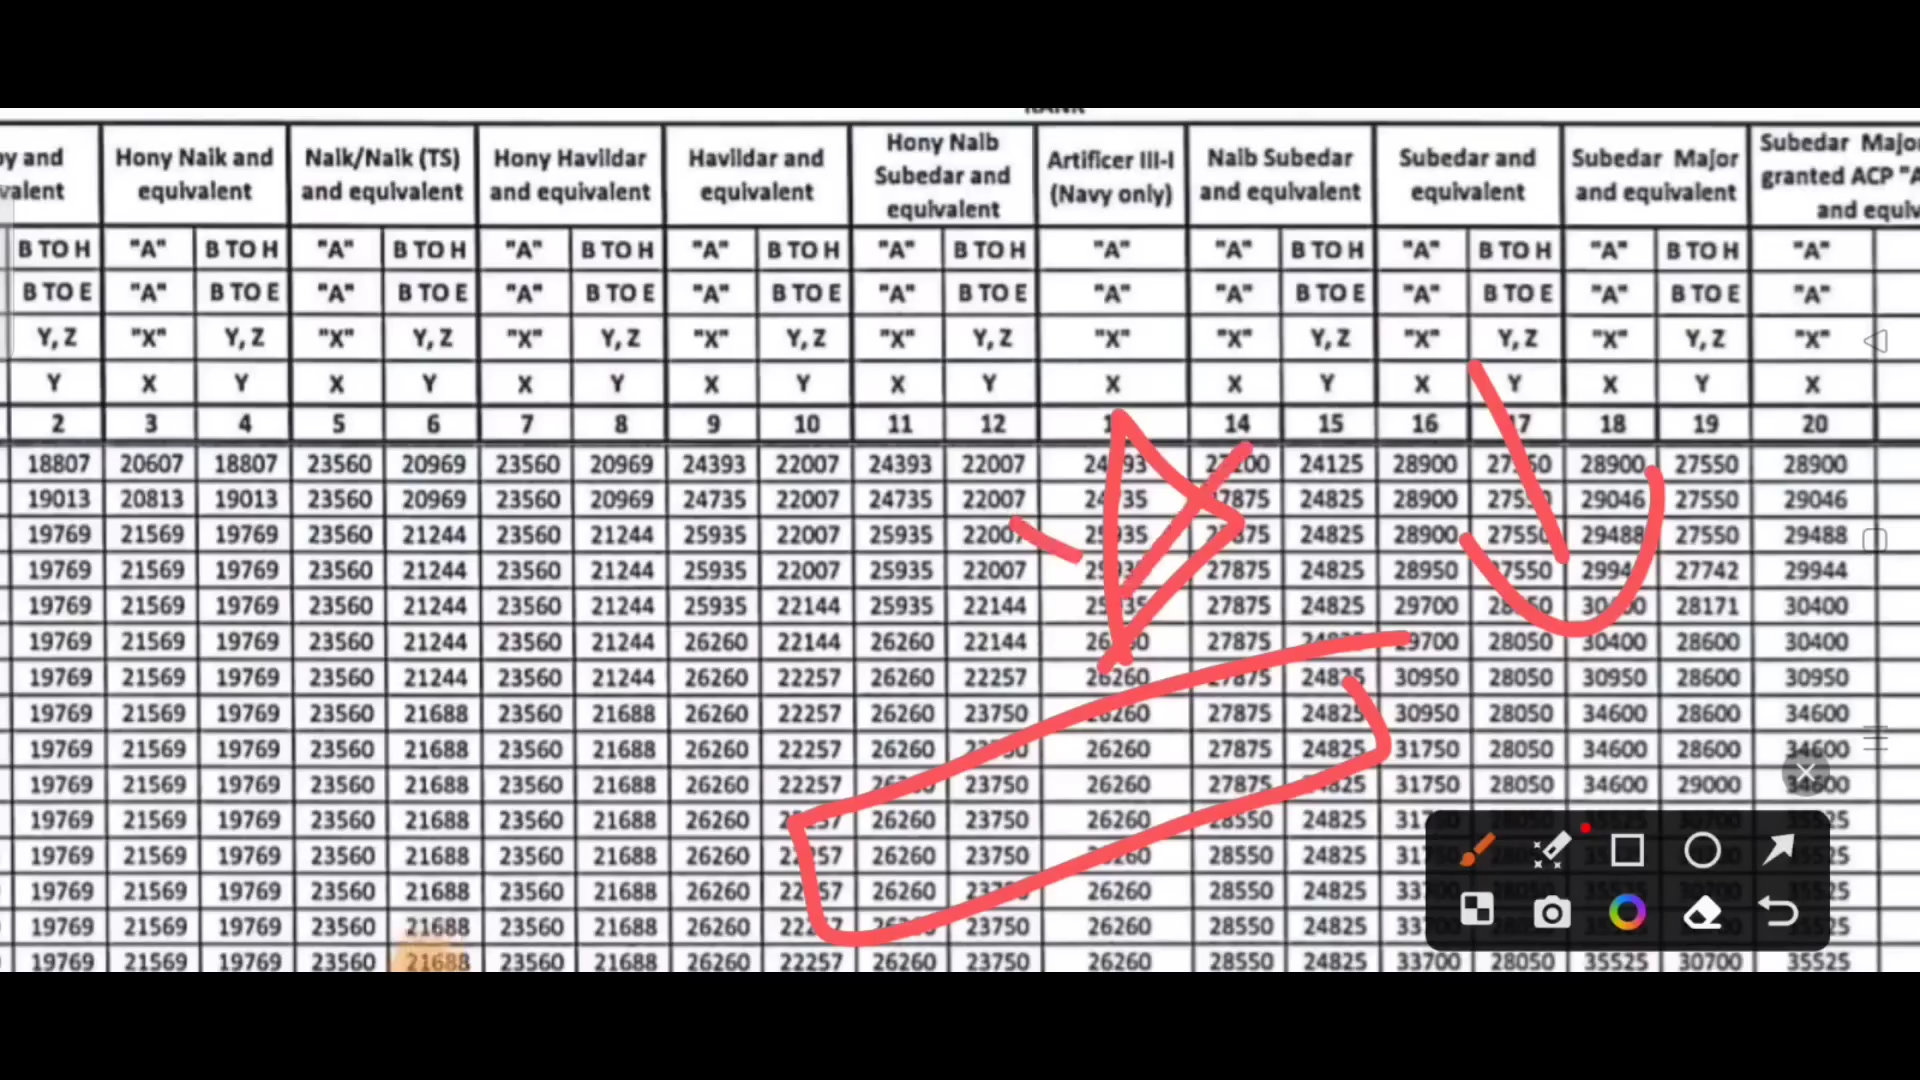 RANK
py and valent | Hony Naik and equivalent | Naik/Naik (TS) and equivalent | Hony Havildar and equivalent | Havildar and equivalent | Hony Naib Subedar and equivalent | Artificer III-I (Navy only) | Naib Subedar and equivalent | Subedar and equivalent | Subedar Major and equivalent | Subedar Major granted ACP "A and equiv
B TO H "A" B TO H "A" B TO H "A" B TO H "A" B TO H "A" B TO H "A" "A" B TO H "A" B TO H "A" B TO H "A"
B TO E "A" B TO E "A" B TO E "A" B TO E "A" B TO E "A" B TO E "A" "A" B TO E "A" B TO E "A" B TO E "A"
Y, Z "X" Y, Z "X" Y, Z "X" Y, Z "X" Y, Z "X" Y, Z "X" "X" Y, Z "X" Y, Z "X" Y, Z "X"
Y X Y X Y X Y X Y X Y X X Y X Y X Y X
2 3 4 5 6 7 8 9 10 11 12 14 15 16 17 18 19 20
18807 20607 18807 23560 20969 23560 20969 24393 22007 24393 22007 24125 28900 28900 27550 28900
19013 20813 19013 23560 20969 23560 20969 24735 22007 24735 22007 27875 24825 28900 29046 27550 29046
19769 21569 19769 23560 21244 23560 21244 25935 22007 25935 22007 24825 28900 27550 29488 27550 29488
19769 21569 19769 23560 21244 23560 21244 25935 22007 25935 22007 27875 24825 28950 27550 27742 29944
19769 21569 19769 23560 21244 23560 21244 25935 22144 25935 22144 27875 24825 29700 28171 30400
19769 21569 19769 23560 21244 23560 21244 26260 22144 26260 22144 27875 29700 28050 30400 28600 30400
19769 21569 19769 23560 21244 23560 21244 26260 22257 26260 22257 26260 27875 24825 30950 28050 30950 28600 30950
19769 21569 19769 23560 21688 23560 21688 26260 22257 26260 23750 26260 27875 24825 30950 28050 34600 28600 34600
19769 21569 19769 23560 21688 23560 21688 26260 22257 26260 26260 27875 24825 31750 28050 34600 28600 34600
19769 21569 19769 23560 21688 23560 21688 26260 22257 23750 26260 27875 24825 31750 28050 34600 29000 34600
19769 21569 19769 23560 21688 23560 21688 26260 26260 23750 26260 28550 24825
19769 21569 19769 23560 21688 23560 21688 26260 26260 23750 28550 24825
19769 21569 19769 23560 21688 23560 21688 26260 26260 26260 28550 24825
19769 21569 19769 23560 21688 23560 21688 26260 23750 26260 28550 24825
19769 21569 19769 23560 21688 23560 21688 26260 22257 26260 23750 26260 28550 24825 33700 28050 35525 30700 35525